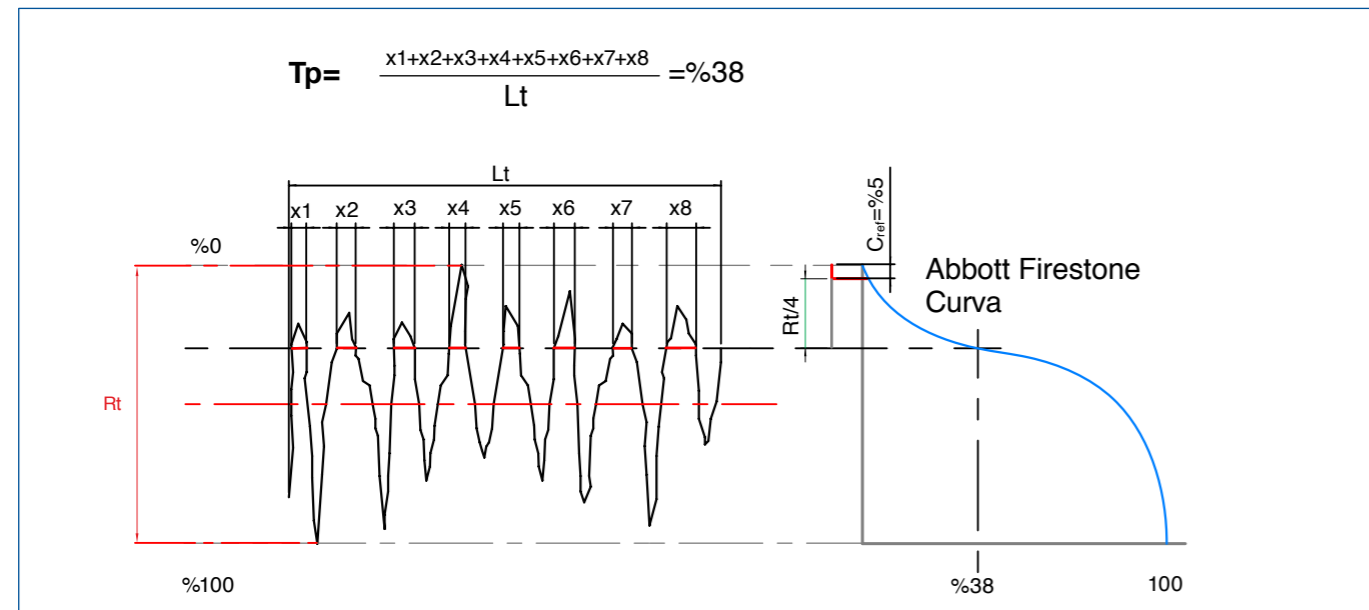 x1+x2+x3+x4+x5+x6+x7+x8
Tp= =%38
Lt
Lt
x1 x2 x3 x4 x5 x6 x7 x8
%0
Cref=%5
Abbott Firestone
Curva
Rt/4
Rt
%100
%38
100